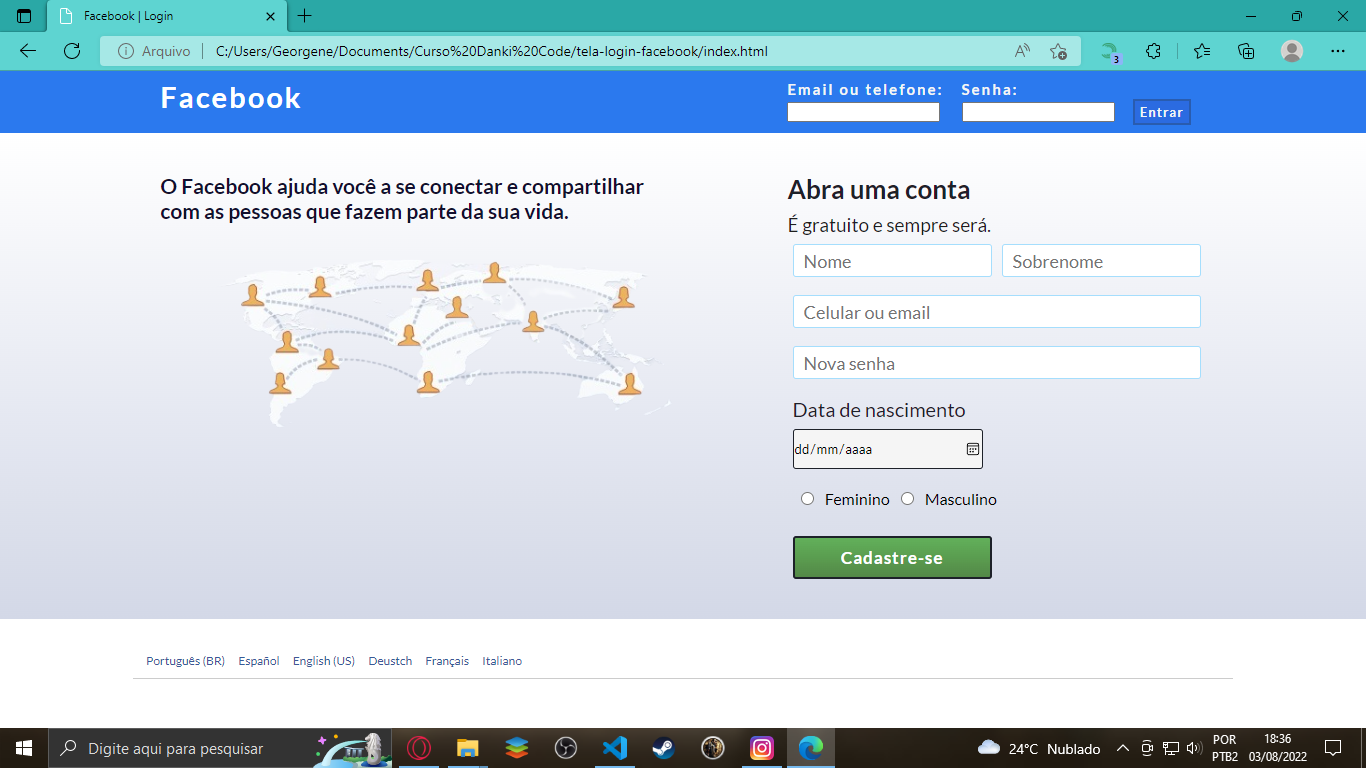 Facebook | Login
Arquivo
C:/Users/Georgene/Documents/Curso%20Danki%20Code/tela-login-facebook/index.html
3
Facebook
Email ou telefone:
Senha:
Entrar
O Facebook ajuda você a se conectar e compartilhar
com as pessoas que fazem parte da sua vida.
Abra uma conta
É gratuito e sempre será.
Nome
Sobrenome
Celular ou email
Nova senha
Data de nascimento
dd/mm/aaaa
Feminino
Masculino
Cadastre-se
Português (BR) Español English (US) Deustch Français Italiano
Digite aqui para pesquisar
24°C Nublado
POR
PTB2
18:36
03/08/2022